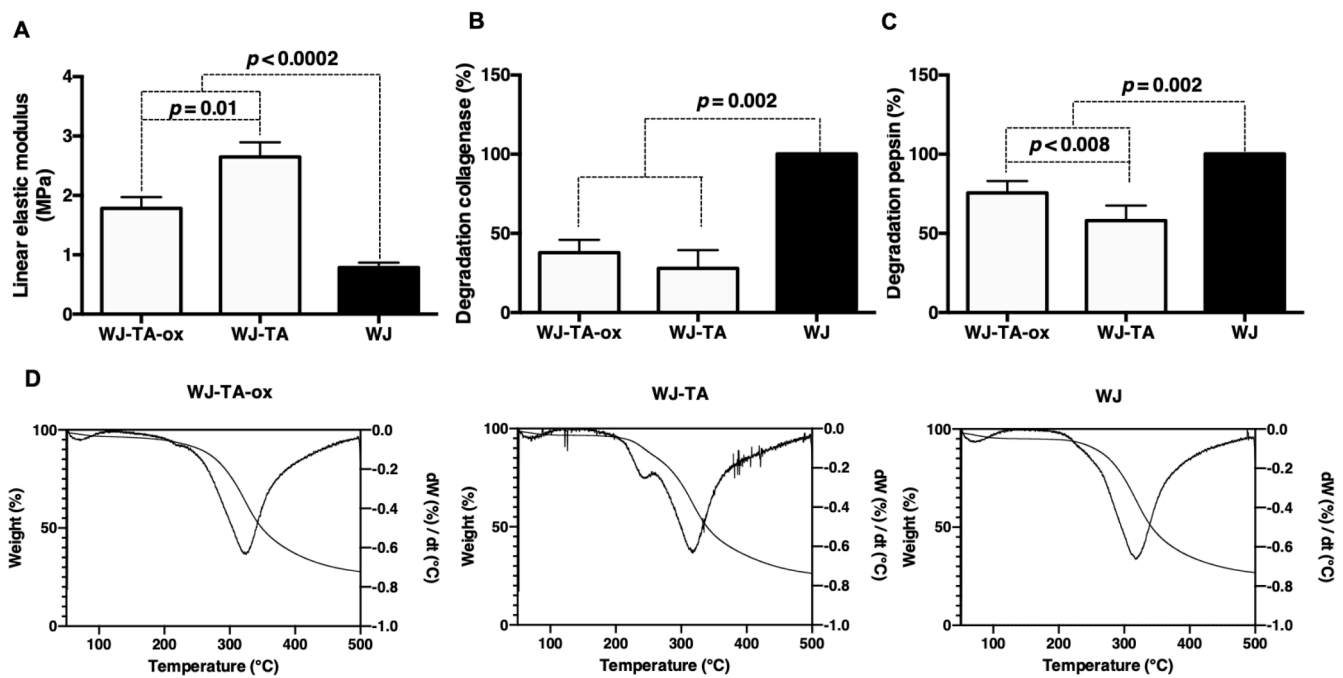 A
Linear elastic modulus
(MPa)
4
3
2
1
0
p < 0.0002
p = 0.01
WJ-TA-ox
WJ-TA
WJ
B
Degradation collagenase (%)
150
100
50
0
p = 0.002
WJ-TA-ox
WJ-TA
WJ
C
Degradation pepsin (%)
150
100
50
0
p = 0.002
p < 0.008
WJ-TA-ox
WJ-TA
WJ
D
WJ-TA-ox
Weight (%)
100
50
0
0.0
-0.2
-0.4
-0.6
-0.8
-1.0
dW (%) / dt (°C)
100 200 300 400 500
Temperature (°C)
WJ-TA
Weight (%)
100
50
0
0.0
-0.2
-0.4
-0.6
-0.8
-1.0
dW (%) / dt (°C)
100 200 300 400 500
Temperature (°C)
WJ
Weight (%)
100
50
0
0.0
-0.2
-0.4
-0.6
-0.8
-1.0
dW (%) / dt (°C)
100 200 300 400 500
Temperature (°C)